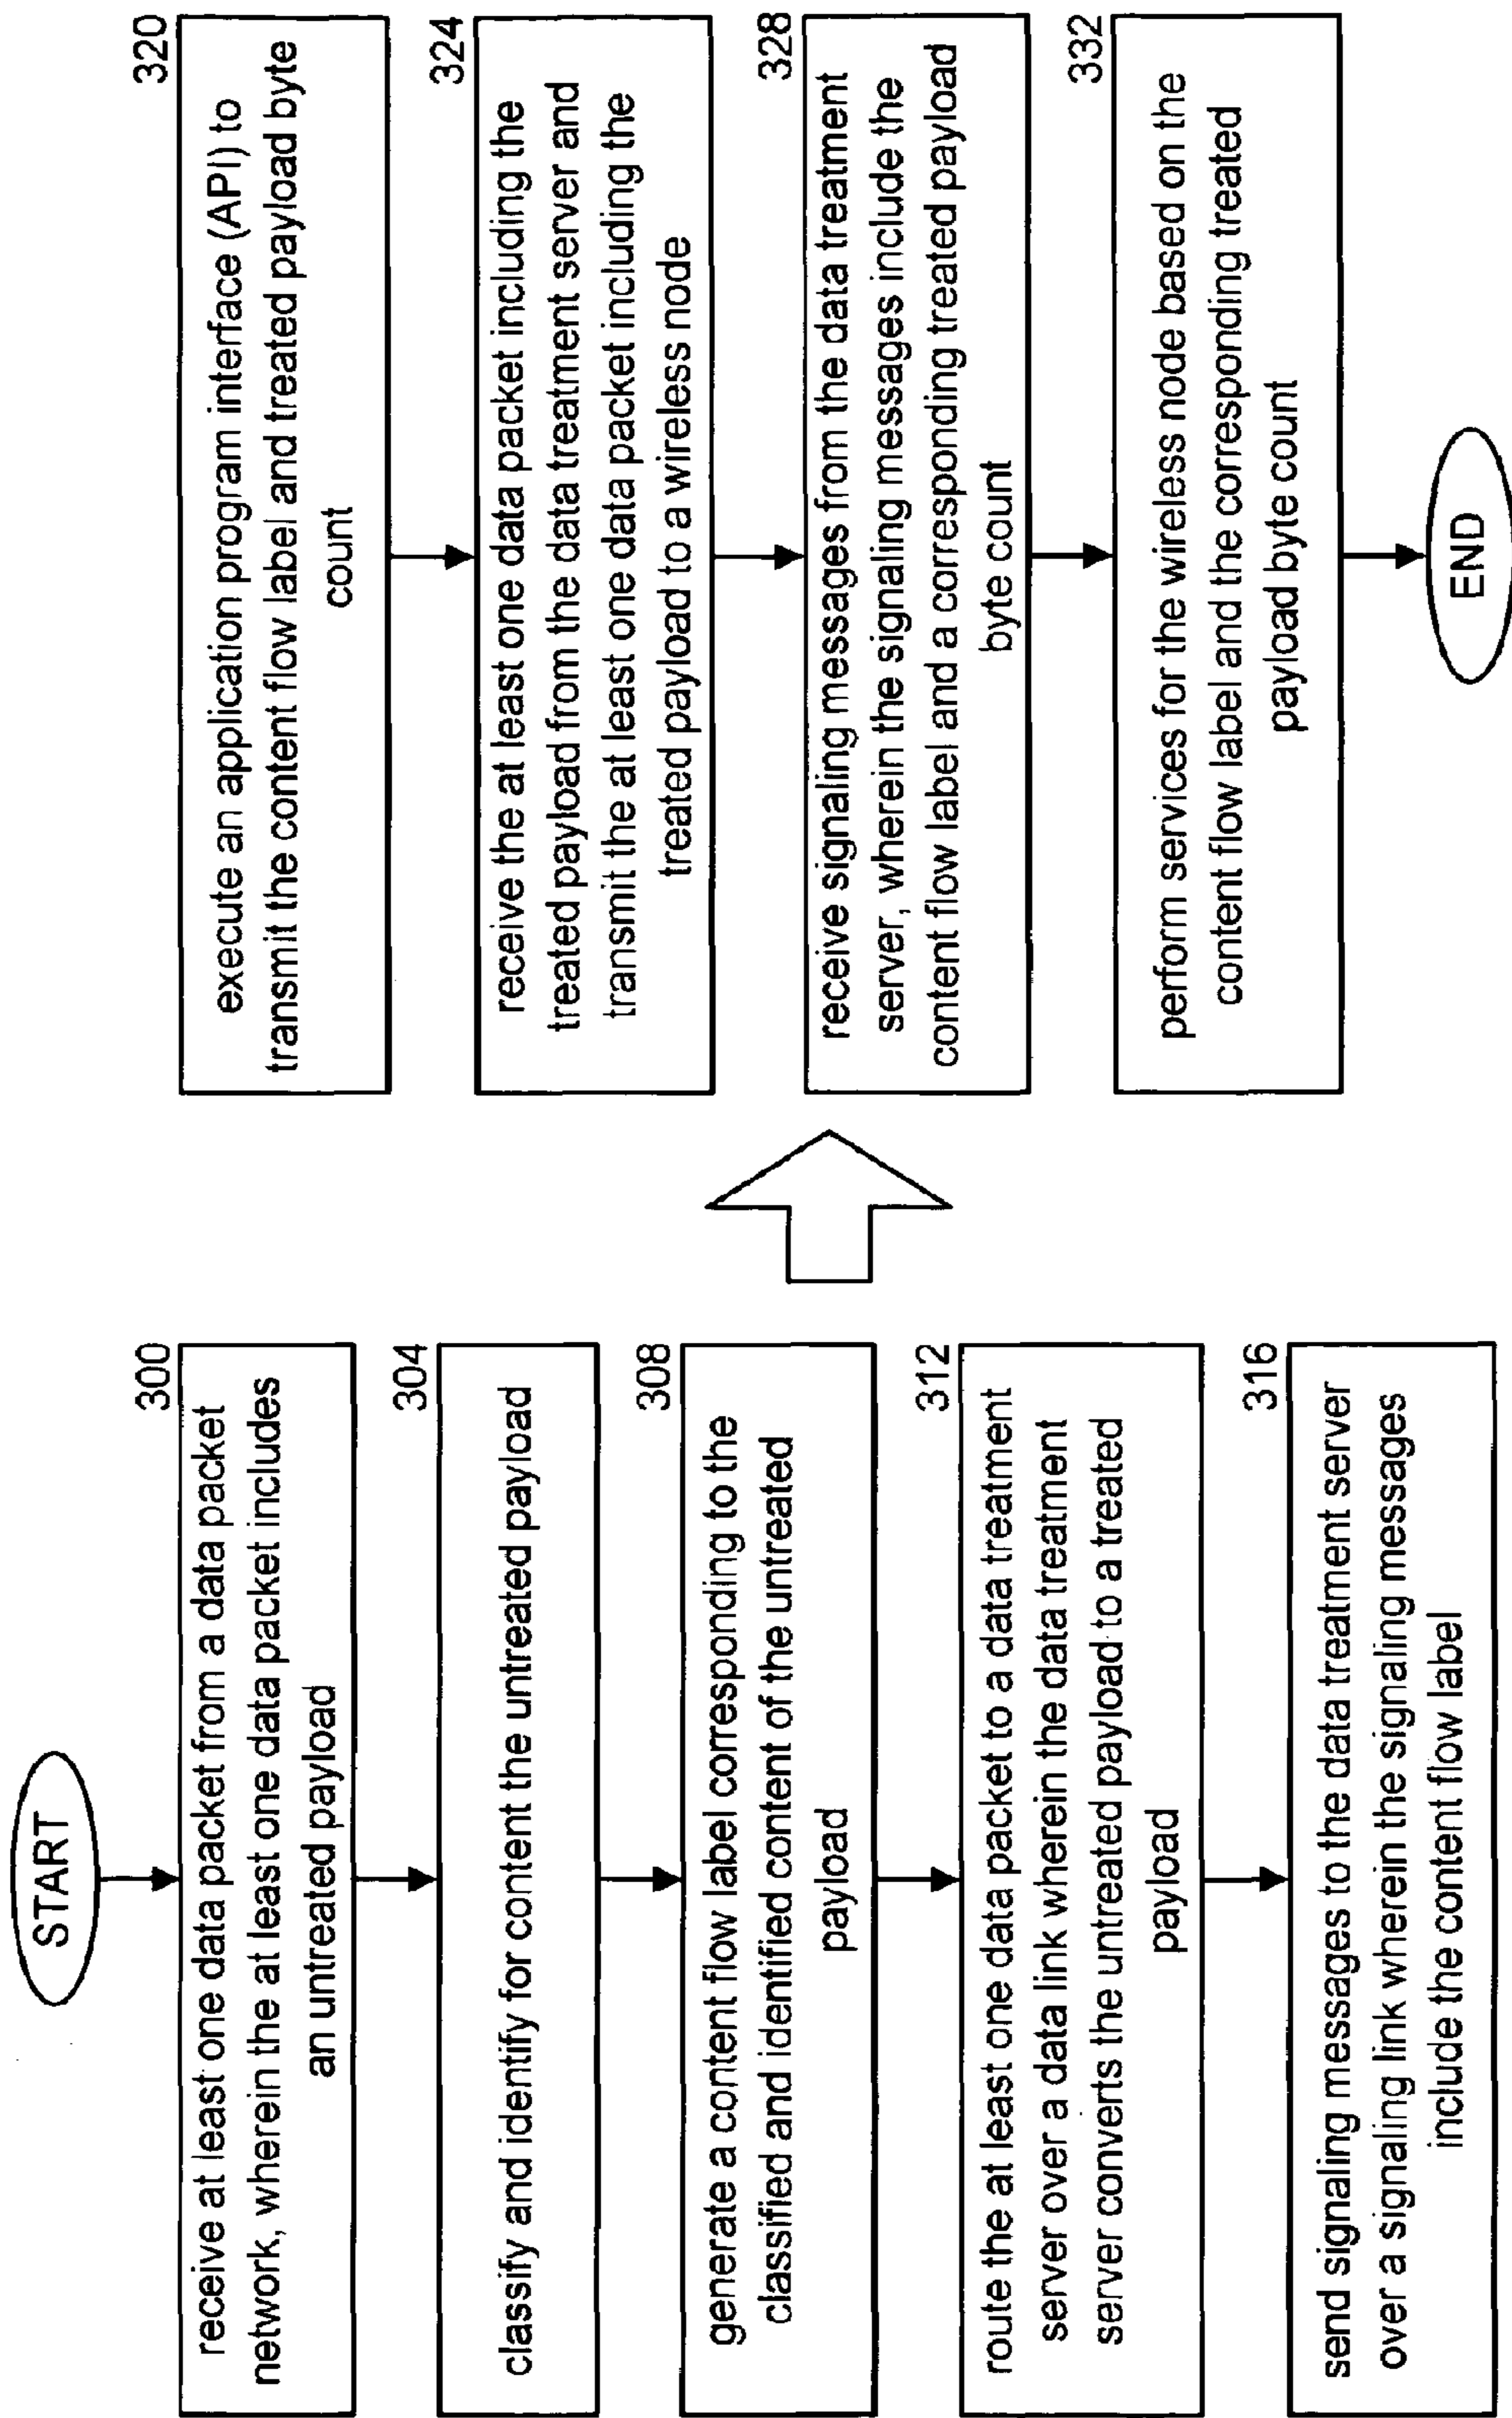 START
300
receive at least one data packet from a data packet
network, wherein the at least one data packet includes
an untreated payload
304
classify and identify for content the untreated payload
308
generate a content flow label corresponding to the
classified and identified content of the untreated
payload
312
route the at least one data packet to a data treatment
server over a data link wherein the data treatment
server converts the untreated payload to a treated
payload
316
send signaling messages to the data treatment server
over a signaling link wherein the signaling messages
include the content flow label
320
execute an application program interface (API) to
transmit the content flow label and treated payload byte
count
324
receive the at least one data packet including the
treated payload from the data treatment server and
transmit the at least one data packet including the
treated payload to a wireless node
328
receive signaling messages from the data treatment
server, wherein the signaling messages include the
content flow label and a corresponding treated payload
byte count
332
perform services for the wireless node based on the
content flow label and the corresponding treated
payload byte count
END